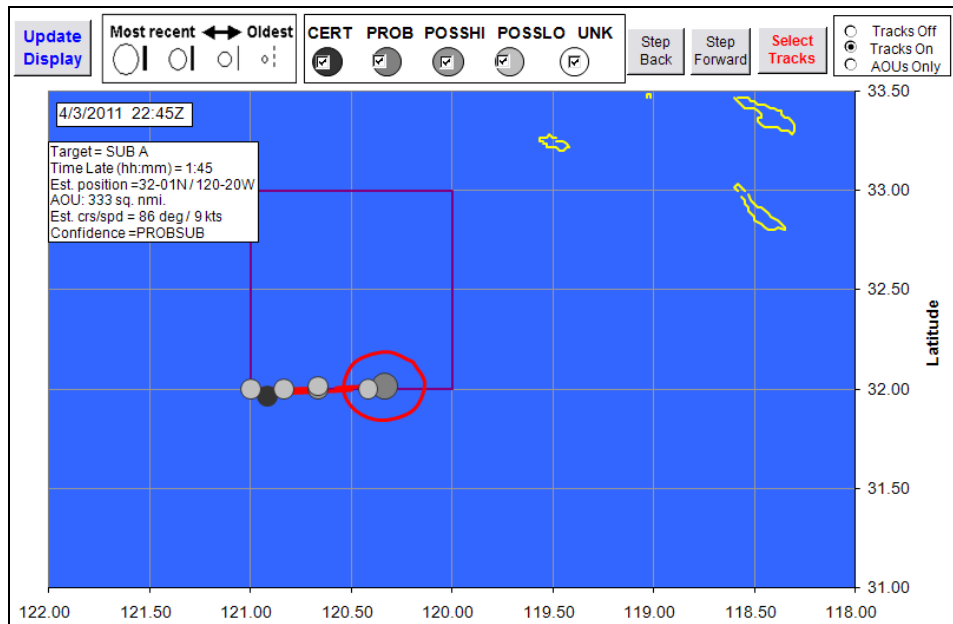 Update
Display
Most recent Oldest
CERT PROB POSSHI POSSLO UNK
Step
Back
Step
Forward
Select
Tracks
Tracks Off
Tracks On
AOUs Only
4/3/2011 22:45Z
Target = SUB A
Time Late (hh:mm) = 1:45
Est. position =32-01N / 120-20W
AOU: 333 sq. nmi.
Est. crs/spd = 86 deg / 9 kts
Confidence =PROBSUB
33.50
33.00
32.50
32.00
31.50
31.00
Latitude
122.00 121.50 121.00 120.50 120.00 119.50 119.00 118.50 118.00